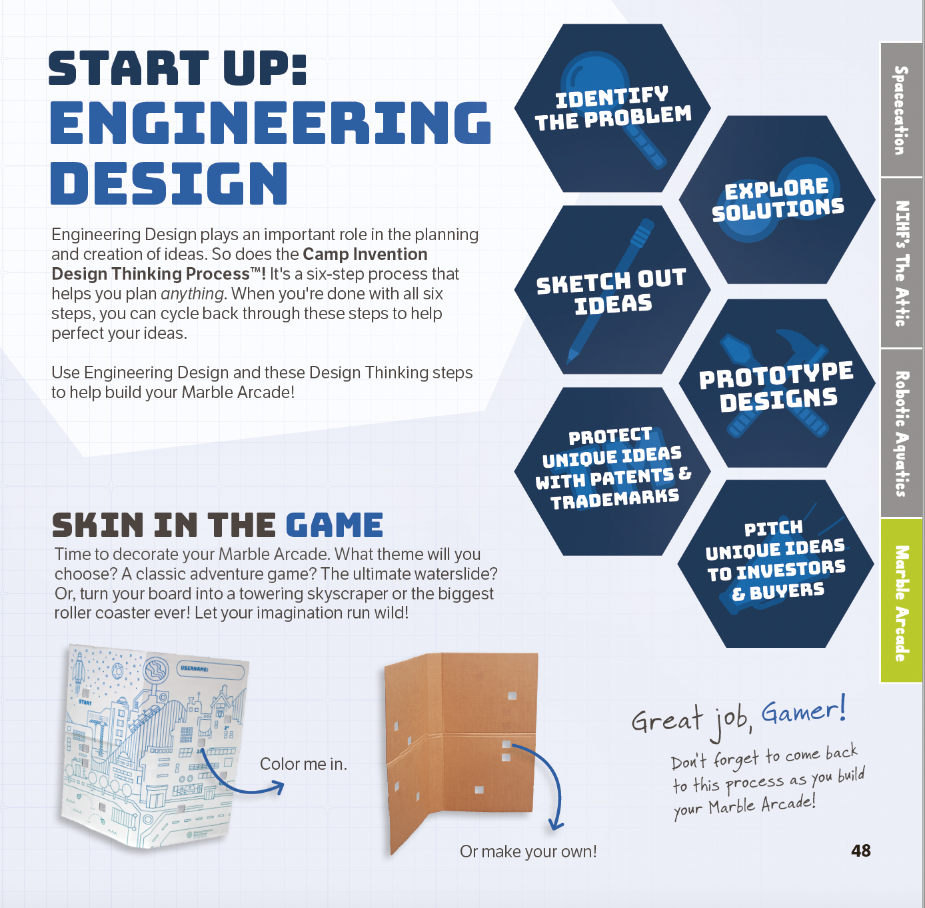 START UP:
ENGINEERING
DESIGN
Engineering Design plays an important role in the planning
and creation of ideas. So does the Camp Invention
Design Thinking Process™! It's a six-step process that
helps you plan anything. When you're done with all six
steps, you can cycle back through these steps to help
perfect your ideas.
Use Engineering Design and these Design Thinking steps
to help build your Marble Arcade!
IDENTIFY
THE PROBLEM
EXPLORE
SOLUTIONS
SKETCH OUT
IDEAS
PROTOTYPE
DESIGNS
PROTECT
UNIQUE IDEAS
WITH PATENTS &
TRADEMARKS
PITCH
UNIQUE IDEAS
TO INVESTORS
& BUYERS
SKIN IN THE GAME
Time to decorate your Marble Arcade. What theme will you
choose? A classic adventure game? The ultimate waterslide?
Or, turn your board into a towering skyscraper or the biggest
roller coaster ever! Let your imagination run wild!
USERNAME:
START
Color me in.
Or make your own!
Great job, Gamer!
Don't forget to come back
to this process as you build
your Marble Arcade!
48
Spacecation
NIHF's The Attic
Robotic Aquatics
Marble Arcade